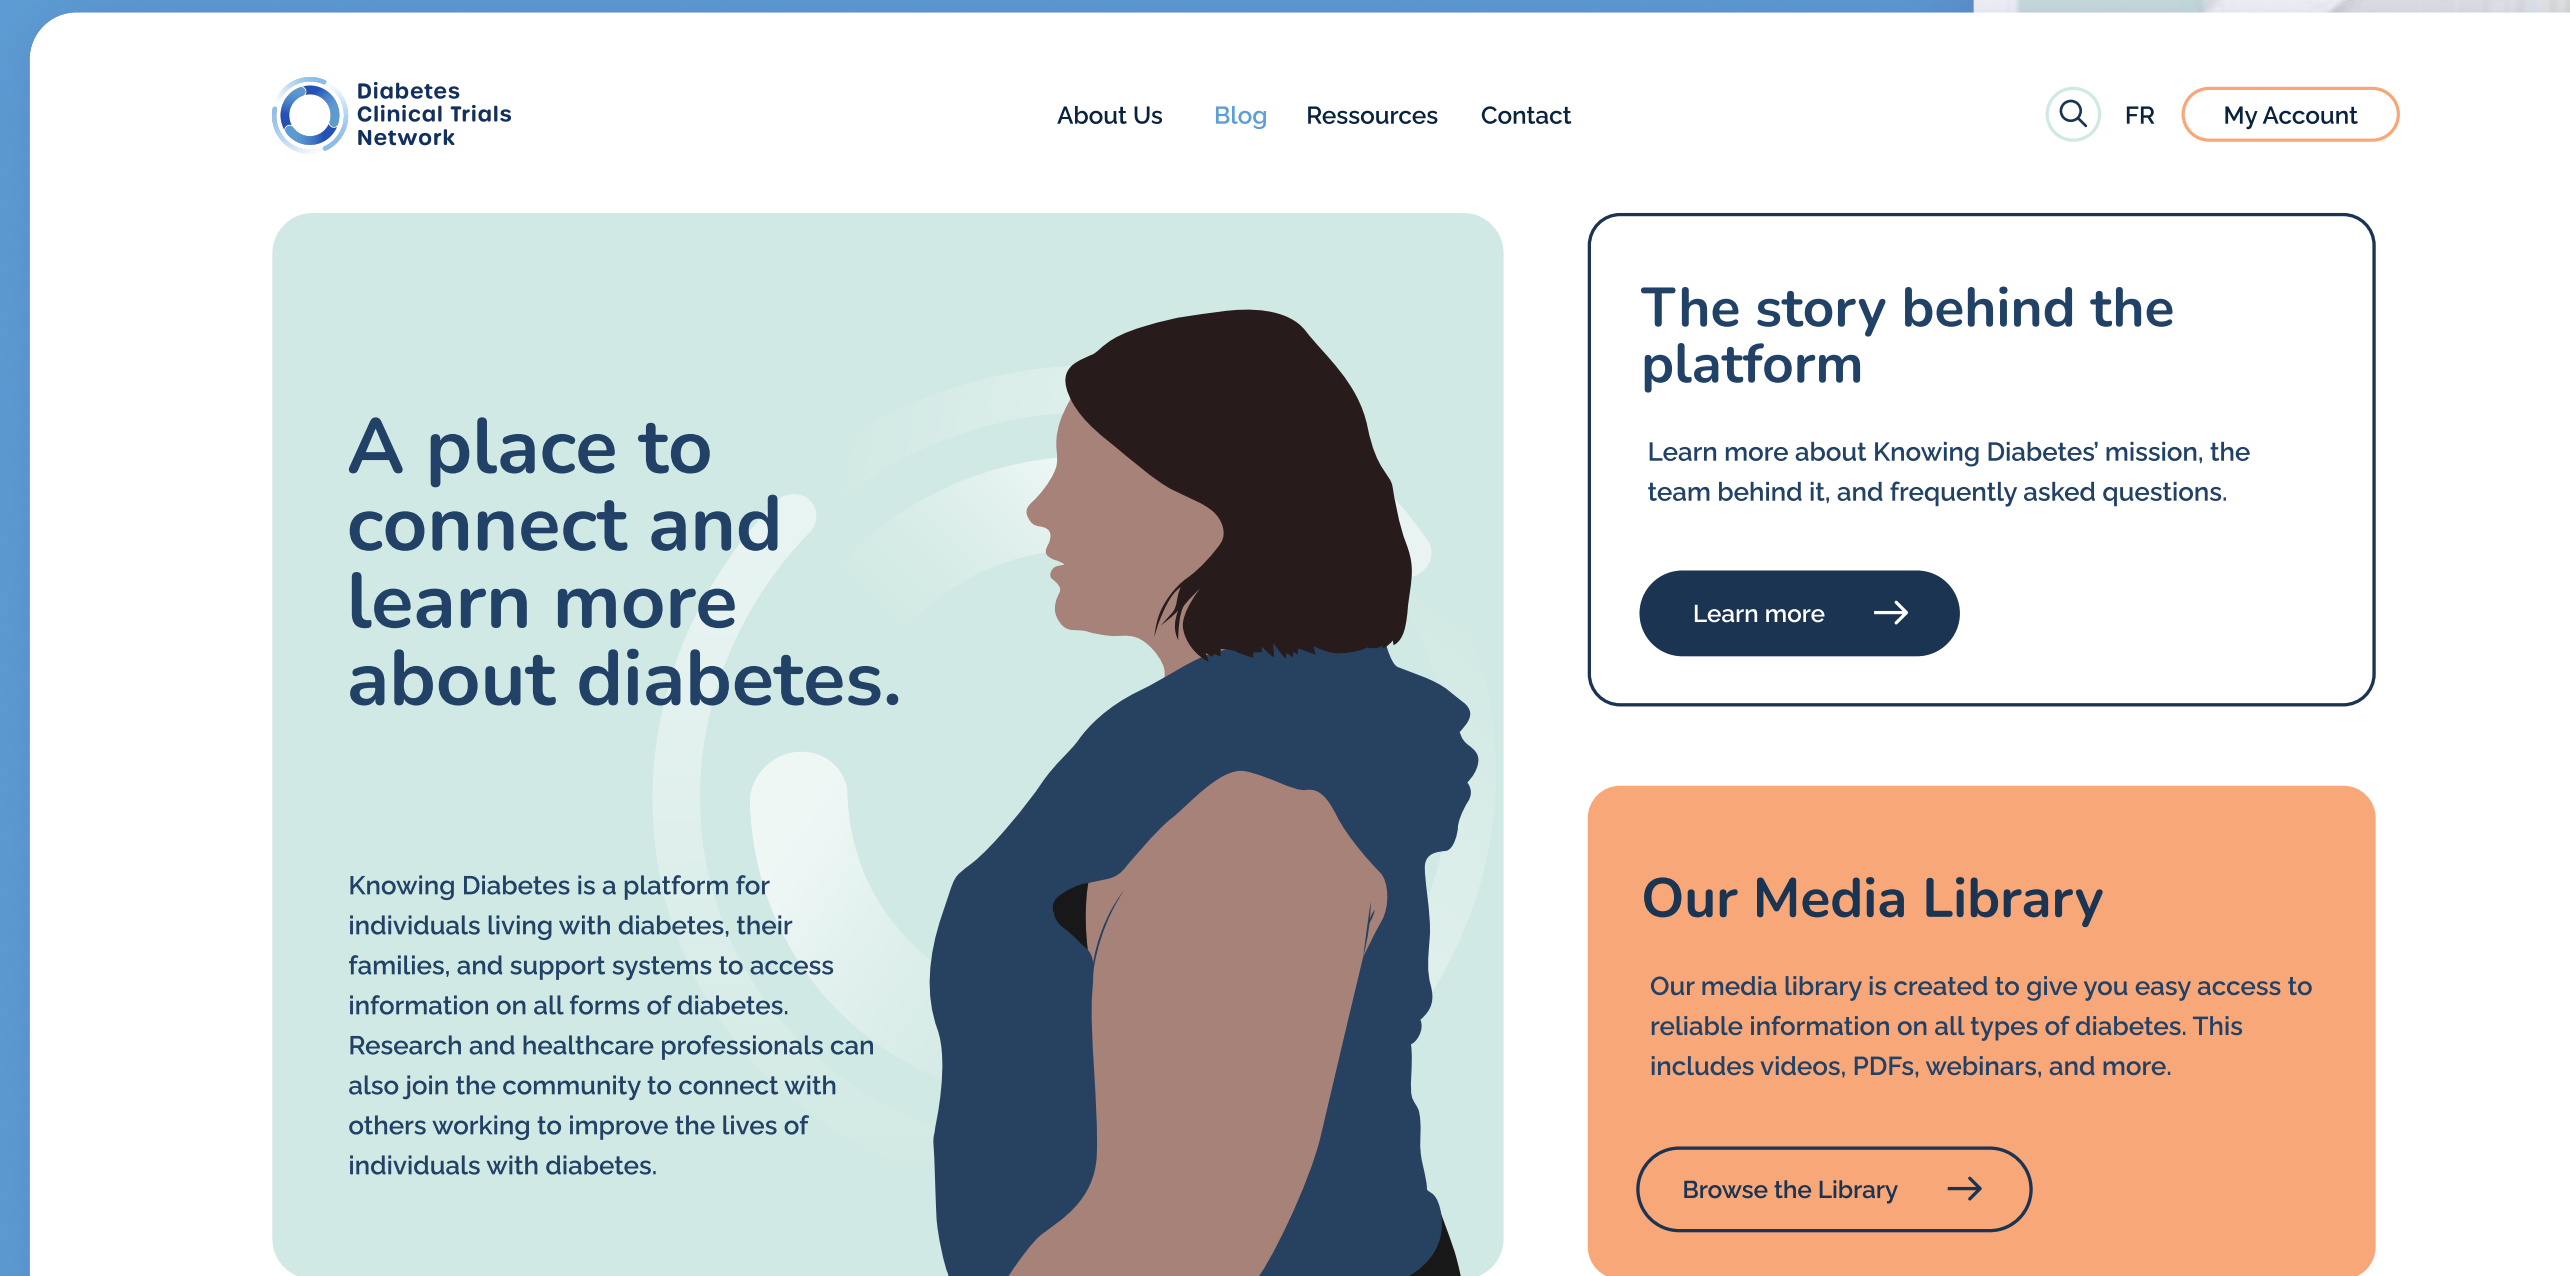 Diabetes
Clinical Trials
Network
About Us
Blog
Ressources
Contact
FR
My Account
A place to
connect and
learn more
about diabetes.
Knowing Diabetes is a platform for
individuals living with diabetes, their
families, and support systems to access
information on all forms of diabetes.
Research and healthcare professionals can
also join the community to connect with
others working to improve the lives of
individuals with diabetes.
The story behind the
platform
Learn more about Knowing Diabetes’ mission, the
team behind it, and frequently asked questions.
Learn more
Our Media Library
Our media library is created to give you easy access to
reliable information on all types of diabetes. This
includes videos, PDFs, webinars, and more.
Browse the Library